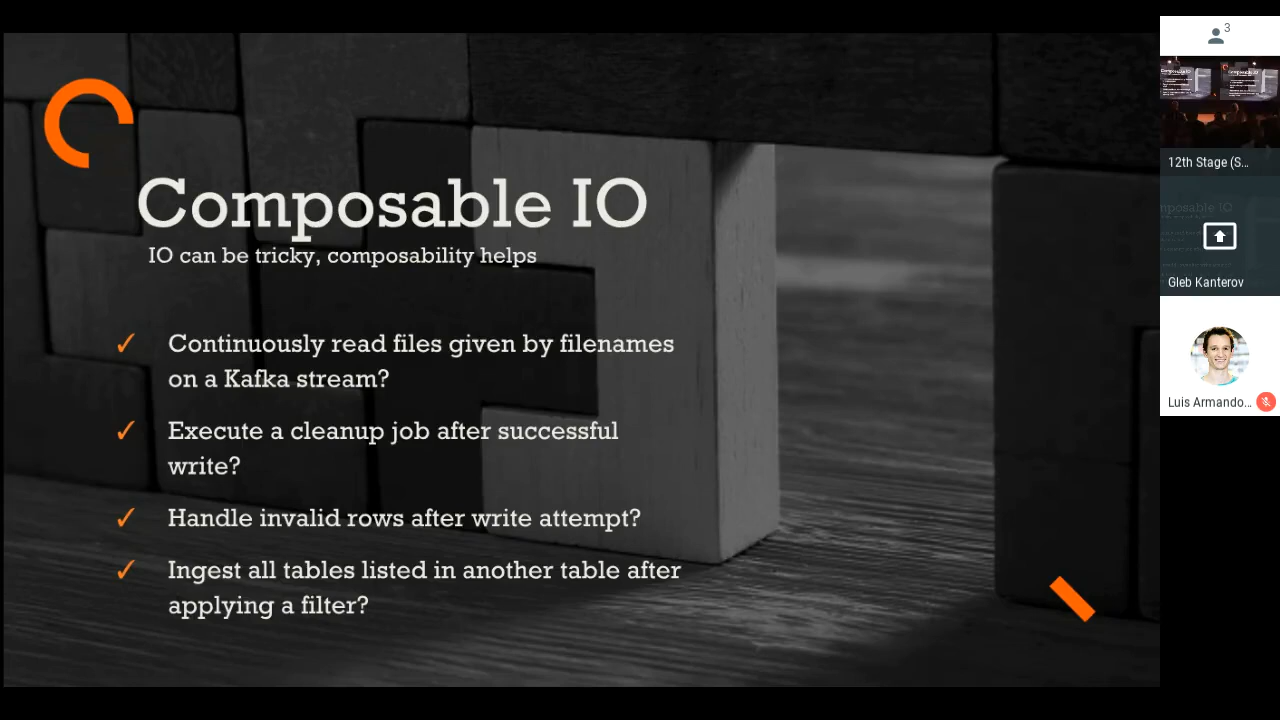 Composable IO
IO can be tricky, composability helps
✓ Continuously read files given by filenames
on a Kafka stream?
✓ Execute a cleanup job after successful
write?
✓ Handle invalid rows after write attempt?
✓ Ingest all tables listed in another table after
applying a filter?
3
12th Stage (S...
Gleb Kanterov
Luis Armando...